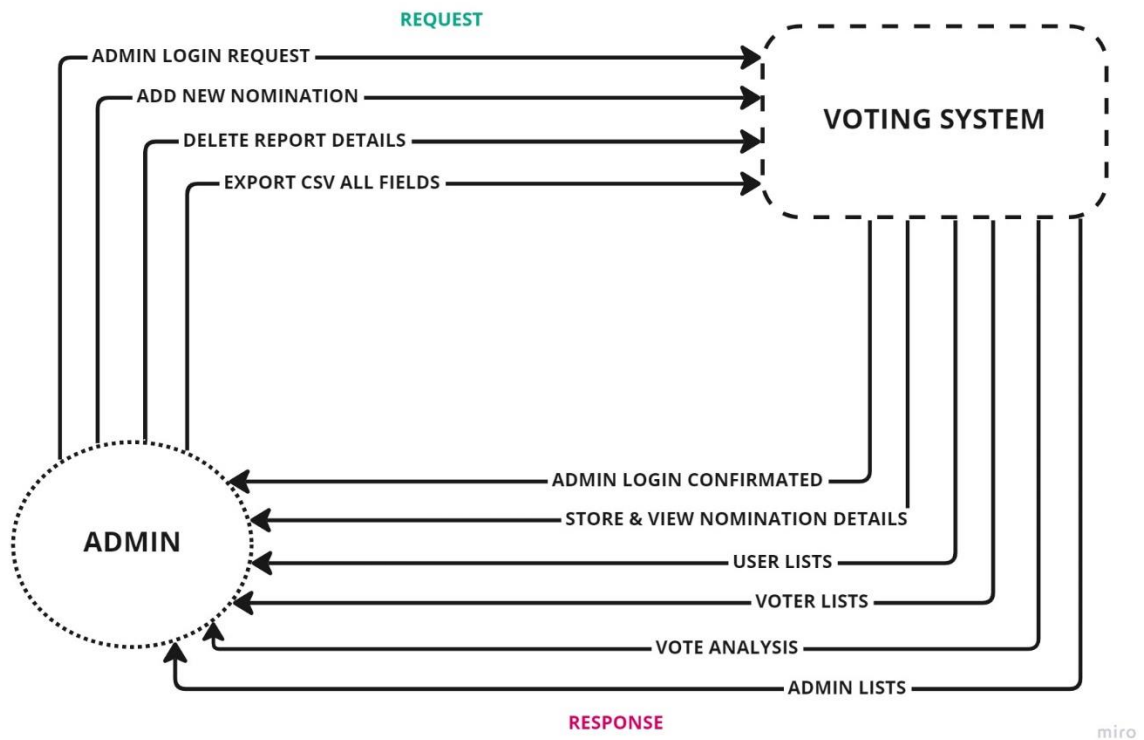 REQUEST
ADMIN LOGIN REQUEST
ADD NEW NOMINATION
DELETE REPORT DETAILS
EXPORT CSV ALL FIELDS
VOTING SYSTEM
ADMIN LOGIN CONFIRMATED
STORE & VIEW NOMINATION DETAILS
ADMIN
USER LISTS
VOTER LISTS
VOTE ANALYSIS
ADMIN LISTS
RESPONSE
miro